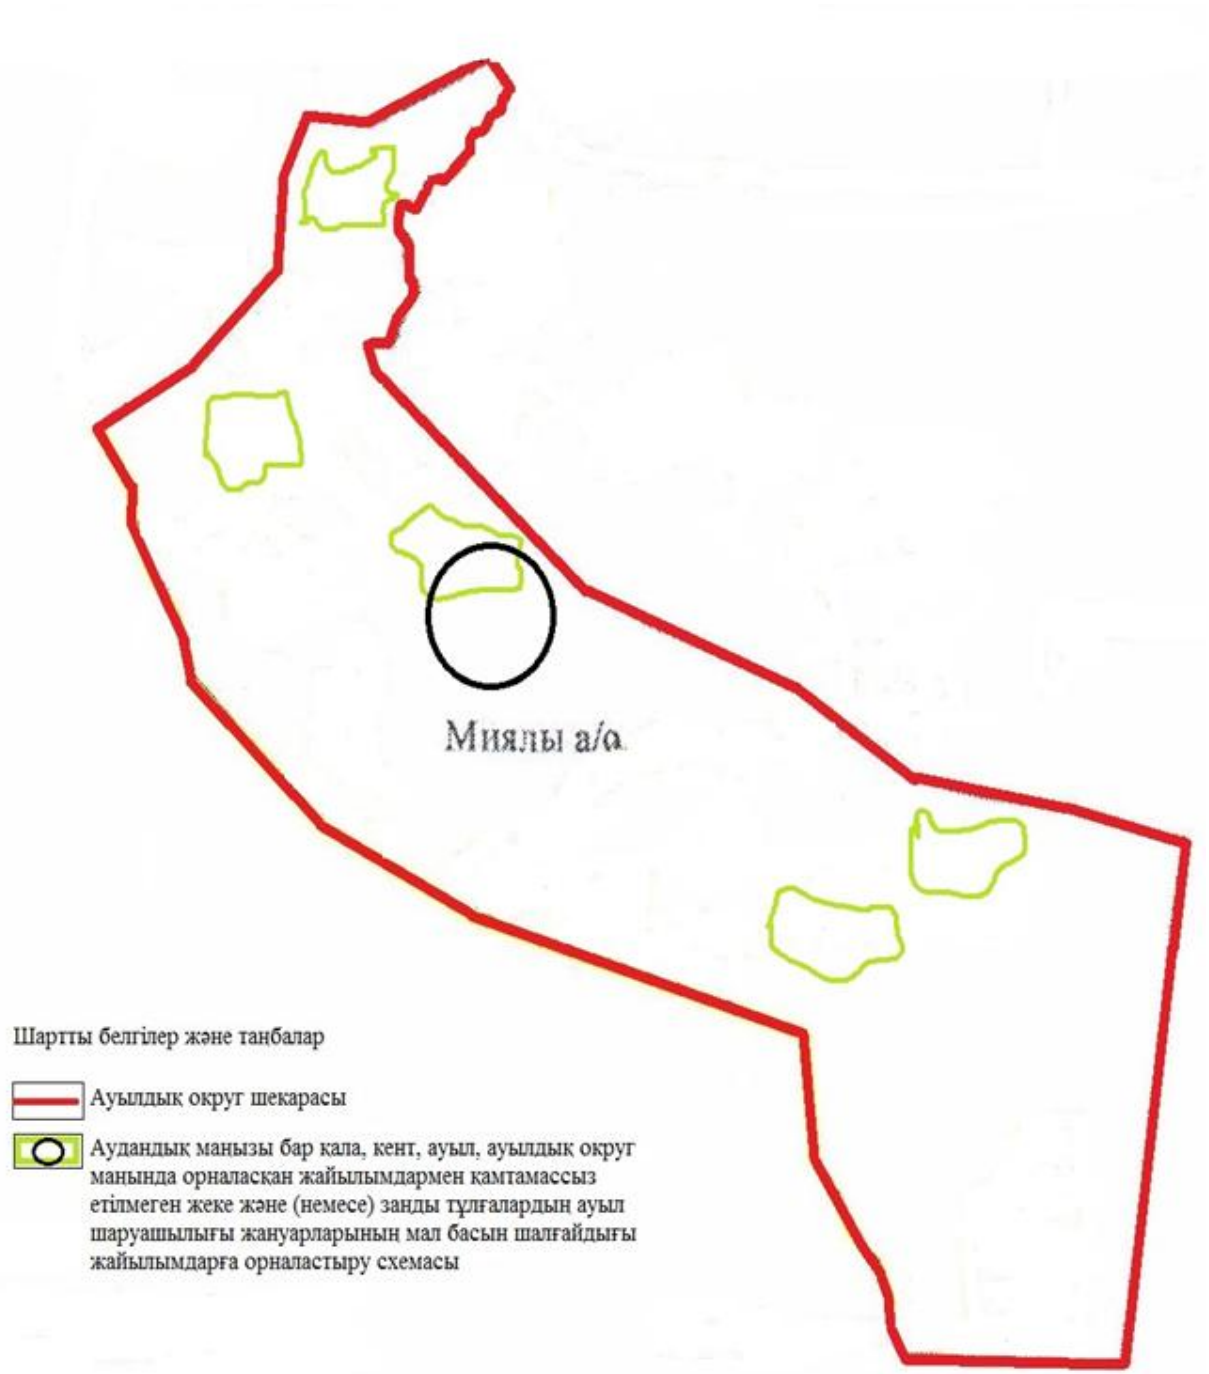 Миялы а/о
Шартты белгілер және таңбалар
Ауылдық округ шекарасы
Аудандық маңызы бар қала, кент, ауыл, ауылдық округ
маңында орналасқан жайылымдармен қамтамассыз
етілмеген жеке және (немесе) занды тұлғалардың ауыл
шаруашылығы жануарларының мал басын шалғайдығы
жайылымдарға орналастыру схемасы